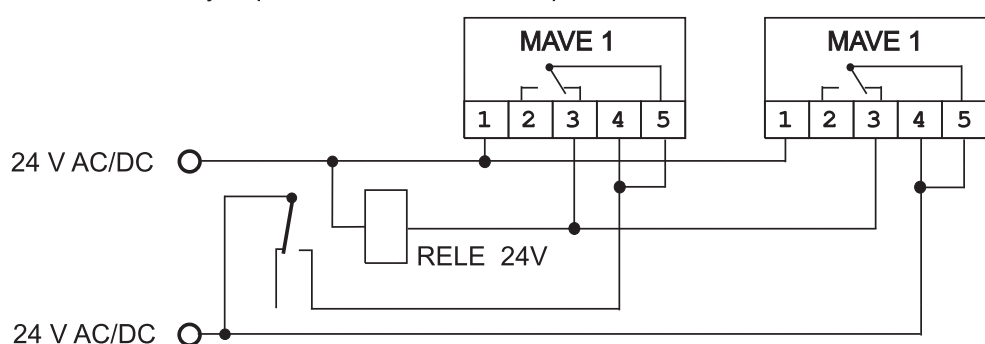 MAVE 1 MAVE 1
1 2 3 4 5 1 2 3 4 5
24 V AC/DC
RELE 24V
24 V AC/DC